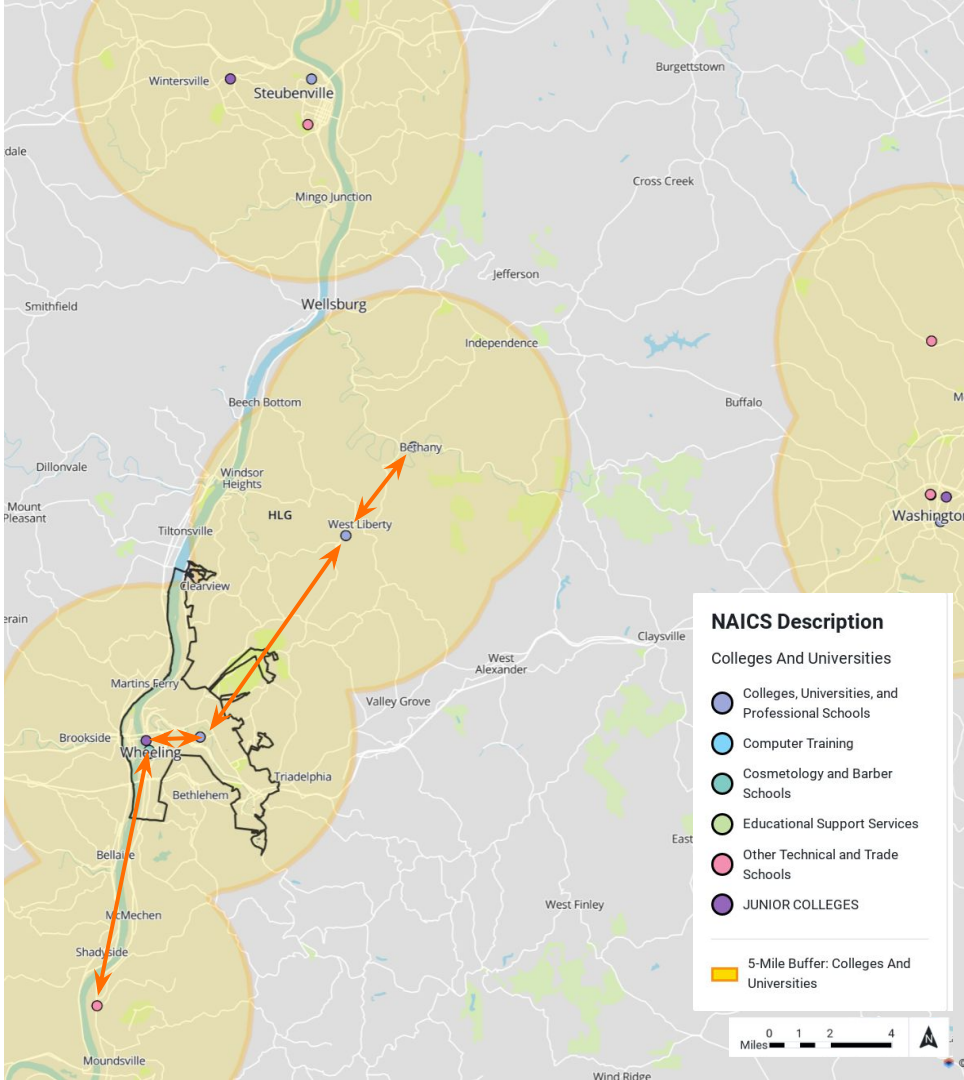 Burgettstown
Wintersville
Steubenville
dale
Cross Creek
Mingo Junction
Jefferson
Smithfield
Wellsburg
Independence
Beech Bottom
Buffalo
Bethany
Dillonvale
Windsor
Heights
Mount
Pleasant
HLG
West Liberty
Washington
Tiltonsville
Clearview
erain
Claysville
West
Alexander
Martins Ferry
Valley Grove
Brookside
Wheeling
Triadelphia
Bethlehem
East
Bellaire
West Finley
McMechen
Shadyside
Moundsville
Wind Ridge
NAICS Description
Colleges And Universities
Colleges, Universities, and
Professional Schools
Computer Training
Cosmetology and Barber
Schools
Educational Support Services
Other Technical and Trade
Schools
JUNIOR COLLEGES
5-Mile Buffer: Colleges And
Universities
0 1 2 4
Miles
N